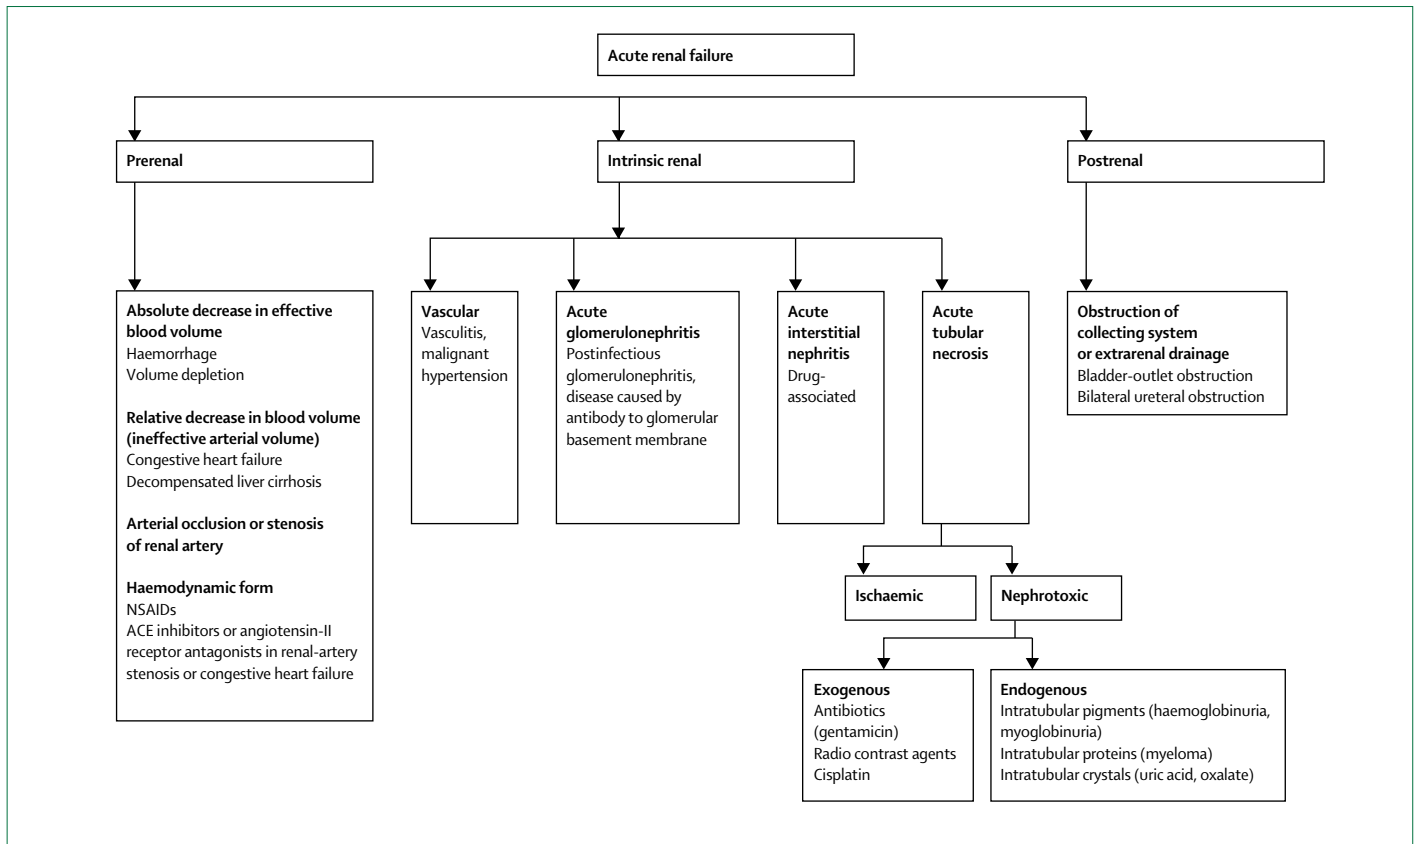 Acute renal failure
Prerenal
Intrinsic renal
Postrenal
Absolute decrease in effective
blood volume
Haemorrhage
Volume depletion
Relative decrease in blood volume
(ineffective arterial volume)
Congestive heart failure
Decompensated liver cirrhosis
Arterial occlusion or stenosis
of renal artery
Haemodynamic form
NSAIDs
ACE inhibitors or angiotensin-II
receptor antagonists in renal-artery
stenosis or congestive heart failure
Vascular
Vasculitis,
malignant
hypertension
Acute
glomerulonephritis
Postinfectious
glomerulonephritis,
disease caused by
antibody to glomerular
basement membrane
Acute
interstitial
nephritis
Drug-
associated
Acute
tubular
necrosis
Obstruction of
collecting system
or extrarenal drainage
Bladder-outlet obstruction
Bilateral ureteral obstruction
Ischaemic
Nephrotoxic
Exogenous
Antibiotics
(gentamicin)
Radio contrast agents
Cisplatin
Endogenous
Intratubular pigments (haemoglobinuria,
myoglobinuria)
Intratubular proteins (myeloma)
Intratubular crystals (uric acid, oxalate)